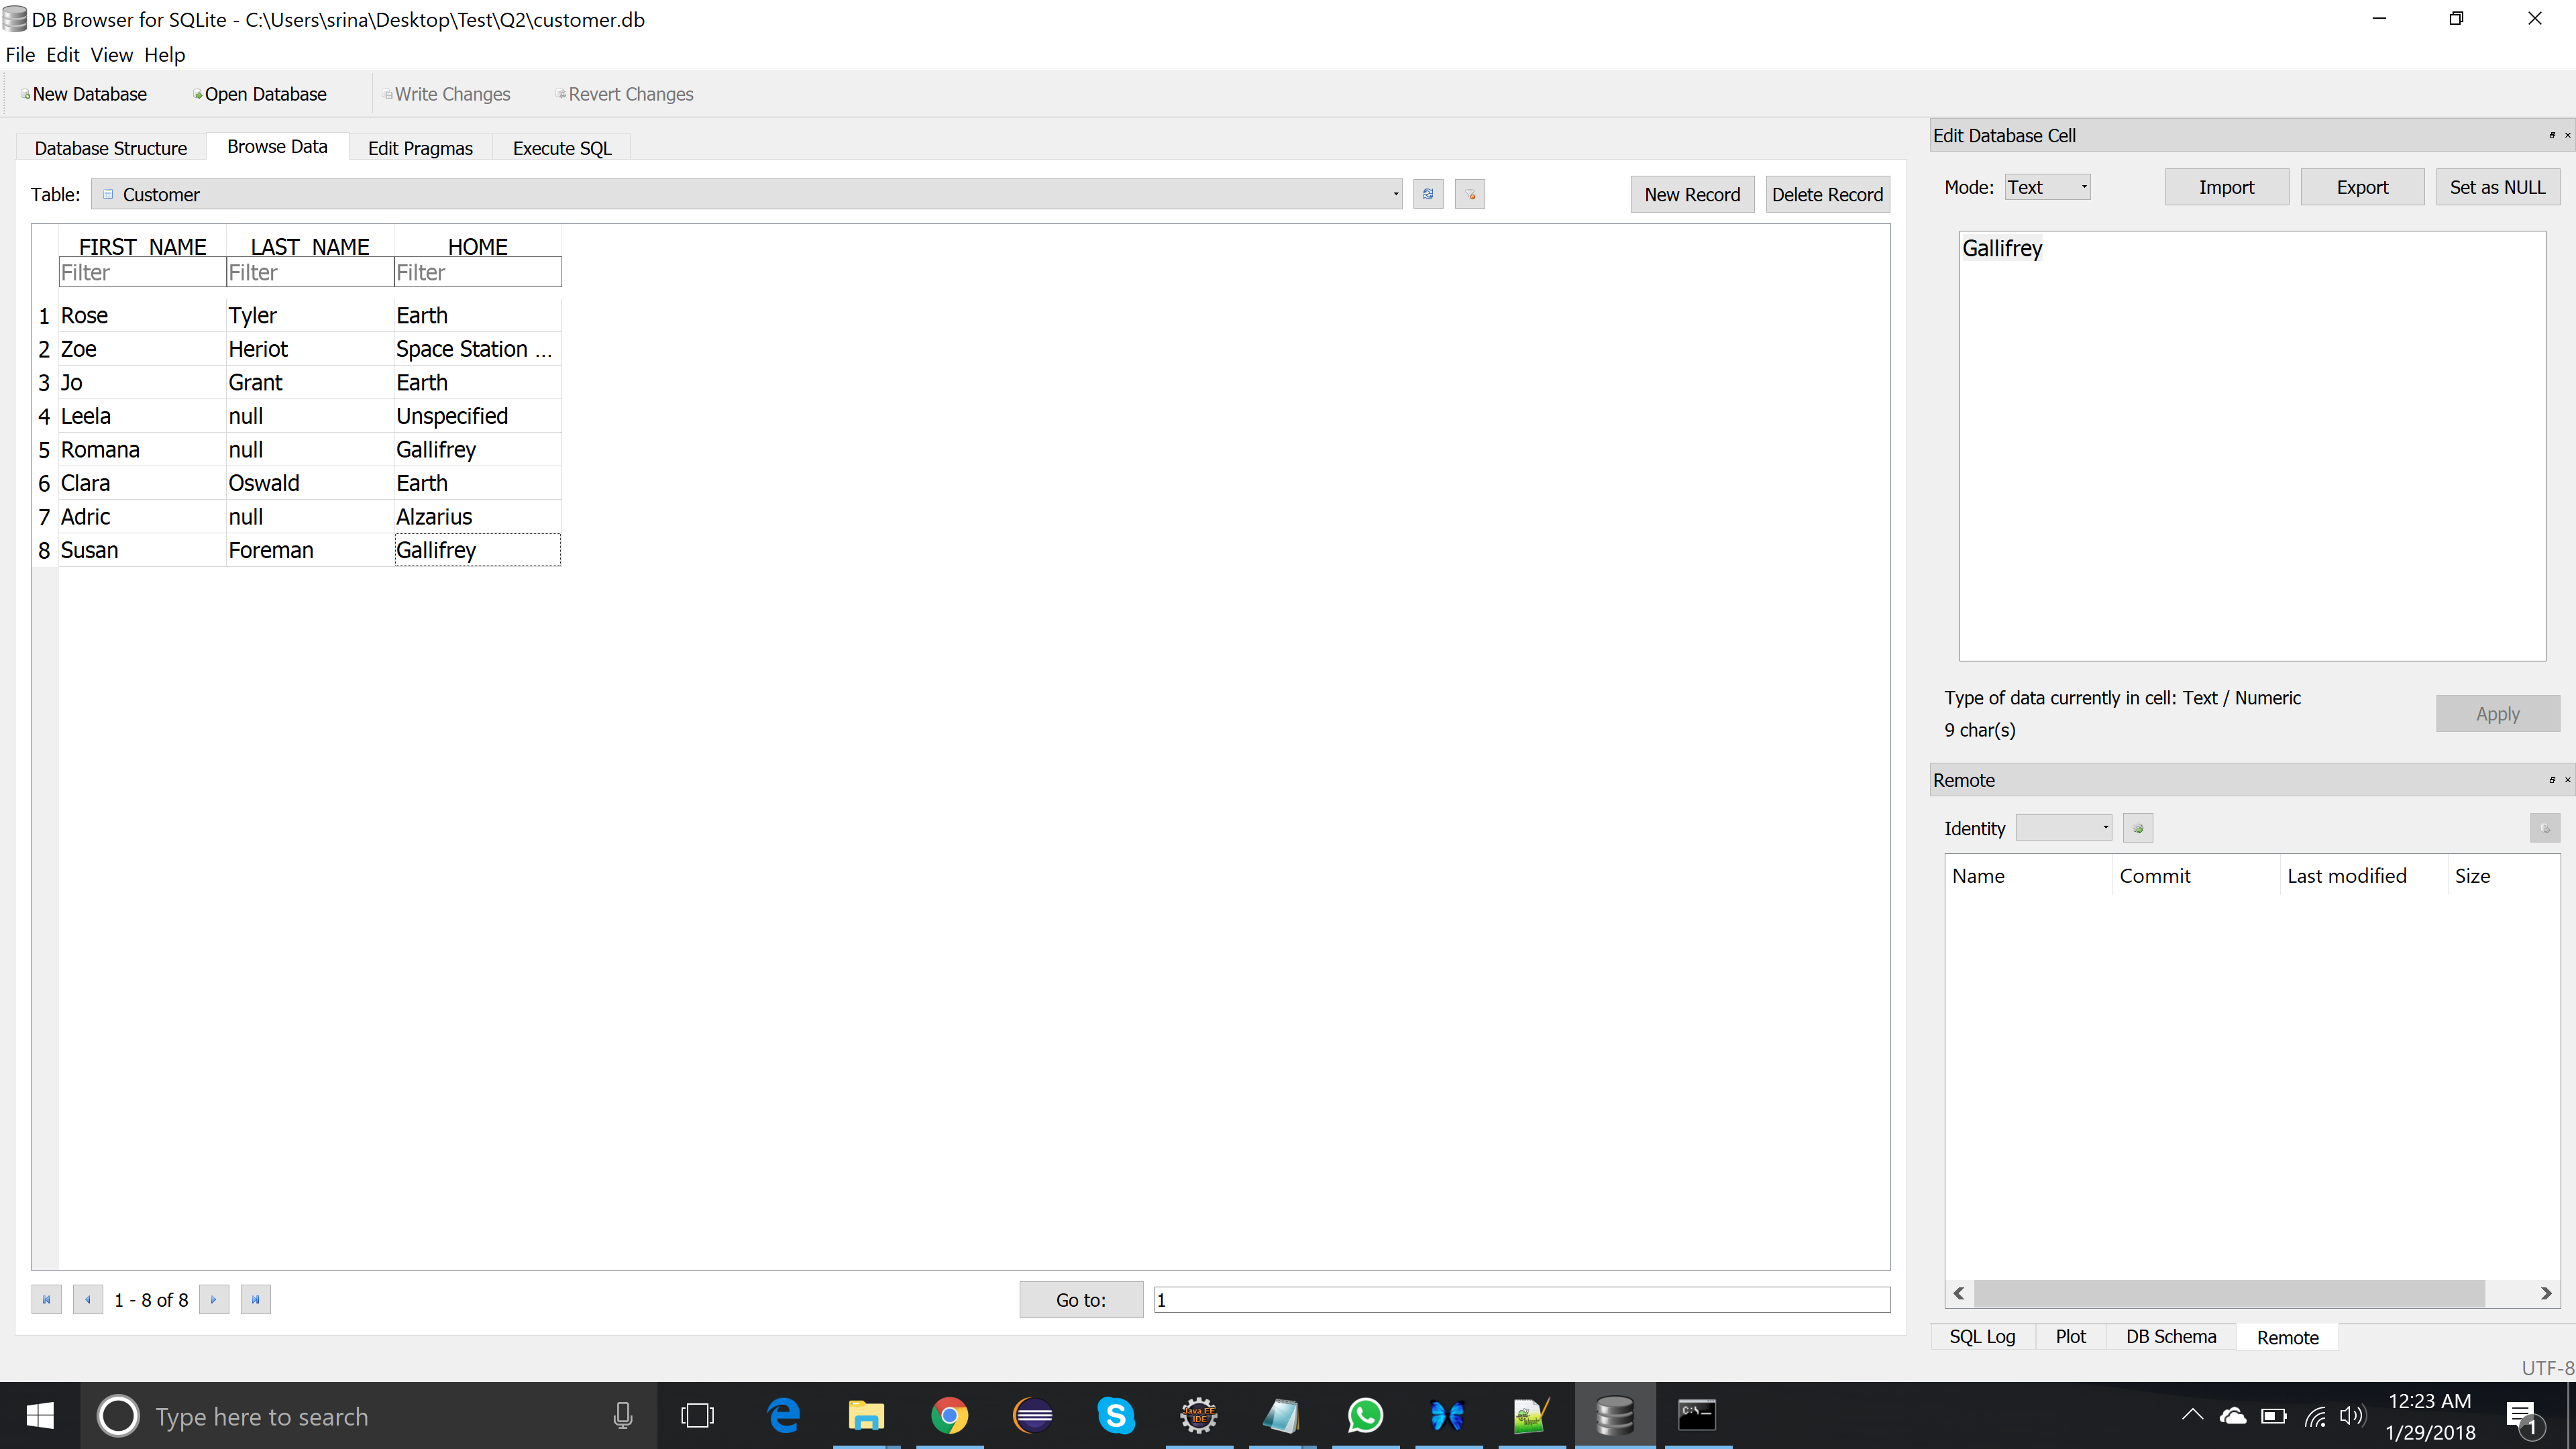 DB Browser for SQLite - C:\Users\srina\Desktop\Test\Q2\customer.db
File Edit View Help
New Database Open Database Write Changes Revert Changes
Database Structure Browse Data Edit Pragmas Execute SQL
Table: Customer New Record Delete Record
FIRST_NAME LAST_NAME HOME
Filter Filter Filter
1 Rose Tyler Earth
2 Zoe Heriot Space Station ...
3 Jo Grant Earth
4 Leela null Unspecified
5 Romana null Gallifrey
6 Clara Oswald Earth
7 Adric null Alzarius
8 Susan Foreman Gallifrey
1 - 8 of 8 Go to: 1
Edit Database Cell
Mode: Text Import Export Set as NULL
Gallifrey
Type of data currently in cell: Text / Numeric
9 char(s)
Apply
Remote
Identity
Name Commit Last modified Size
SQL Log Plot DB Schema Remote
UTF-8
Type here to search
12:23 AM
1/29/2018
1